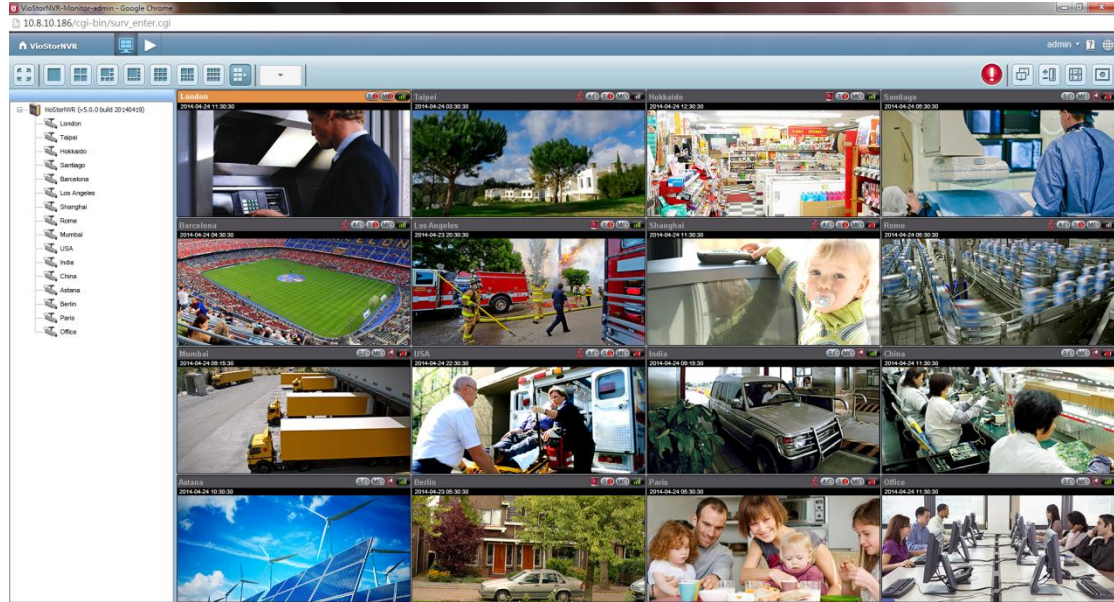 VioStorNVR-Monitor-admin - Google Chrome
10.8.10.186/cgi-bin/surv_enter.cgi
VioStorNVR
admin
VioStorNVR (v5.0.0 build 20140419)
London
Taipei
Hokkaido
Santiago
Barcelona
Los Angeles
Shanghai
Rome
Mumbai
USA
India
China
Astana
Berlin
Paris
Office
London
2014-04-24 11:30:30
Taipei
2014-04-24 03:30:30
Hokkaido
2014-04-24 12:30:30
Santiago
2014-04-24 05:30:30
Barcelona
2014-04-24 04:30:30
Los Angeles
2014-04-23 20:30:30
Shanghai
2014-04-24 11:30:30
Rome
2014-04-24 05:30:30
Mumbai
2014-04-24 09:15:30
USA
2014-04-24 22:30:30
India
2014-04-24 09:15:30
China
2014-04-24 11:30:30
Astana
2014-04-24 10:30:30
Berlin
2014-04-23 05:30:30
Paris
2014-04-24 05:30:30
Office
2014-04-24 11:30:30